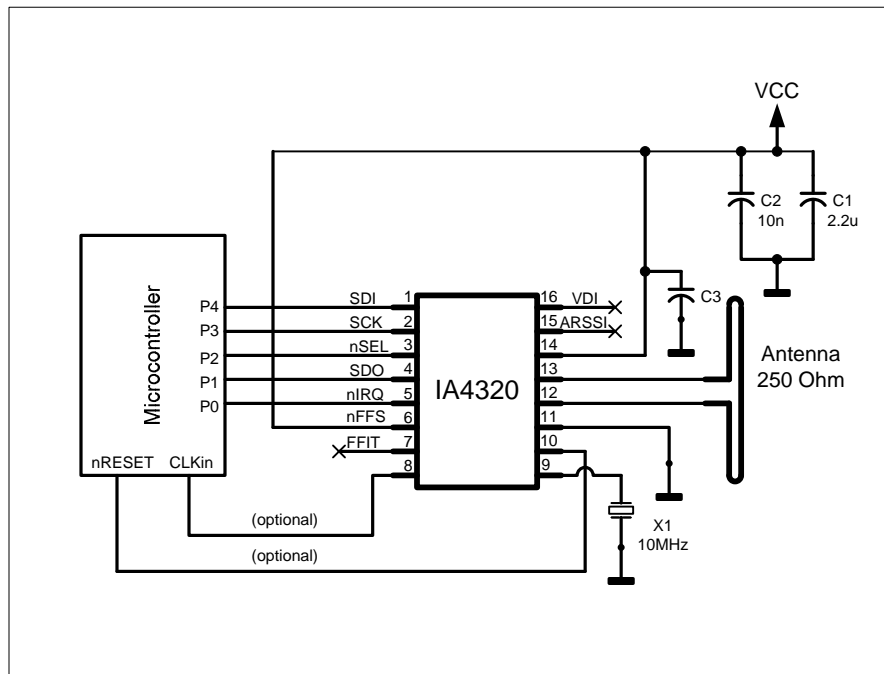 VCC
C2
10n
C1
2.2u
C3
Microcontroller
P4
P3
P2
P1
P0
nRESET
CLKin
SDI
SCK
nSEL
SDO
nIRQ
nFFS
FFIT
1
2
3
4
5
6
7
8
IA4320
16
15
14
13
12
11
10
9
VDI
ARSSI
Antenna
250 Ohm
X1
10MHz
(optional)
(optional)